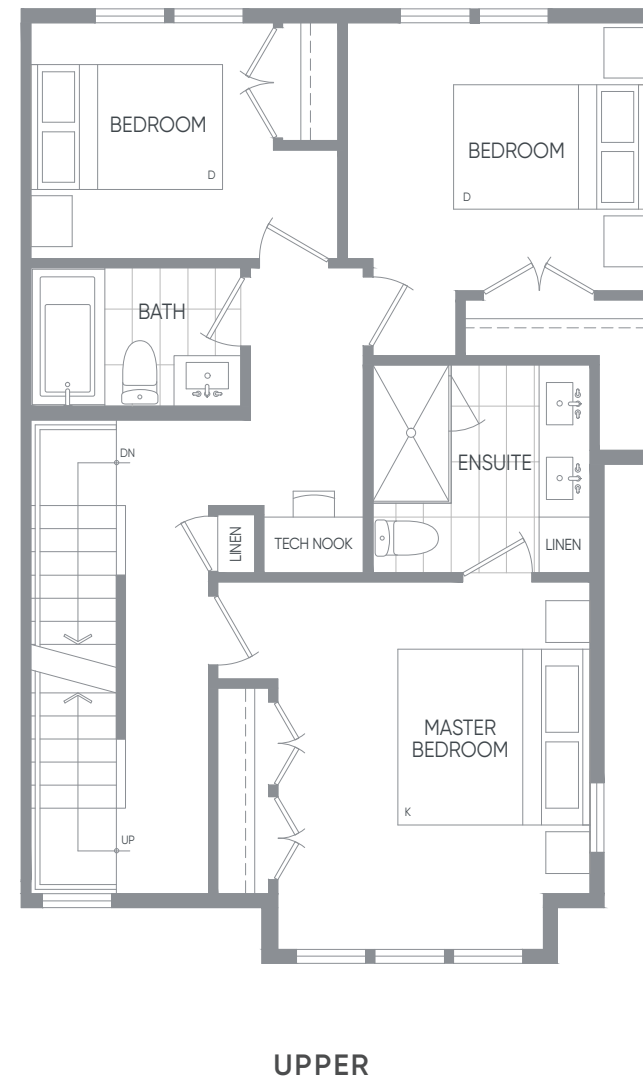 BEDROOM
D
BEDROOM
D
BATH
DN
ENSUITE
LINEN
TECH NOOK
LINEN
MASTER
BEDROOM
K
UP
UPPER